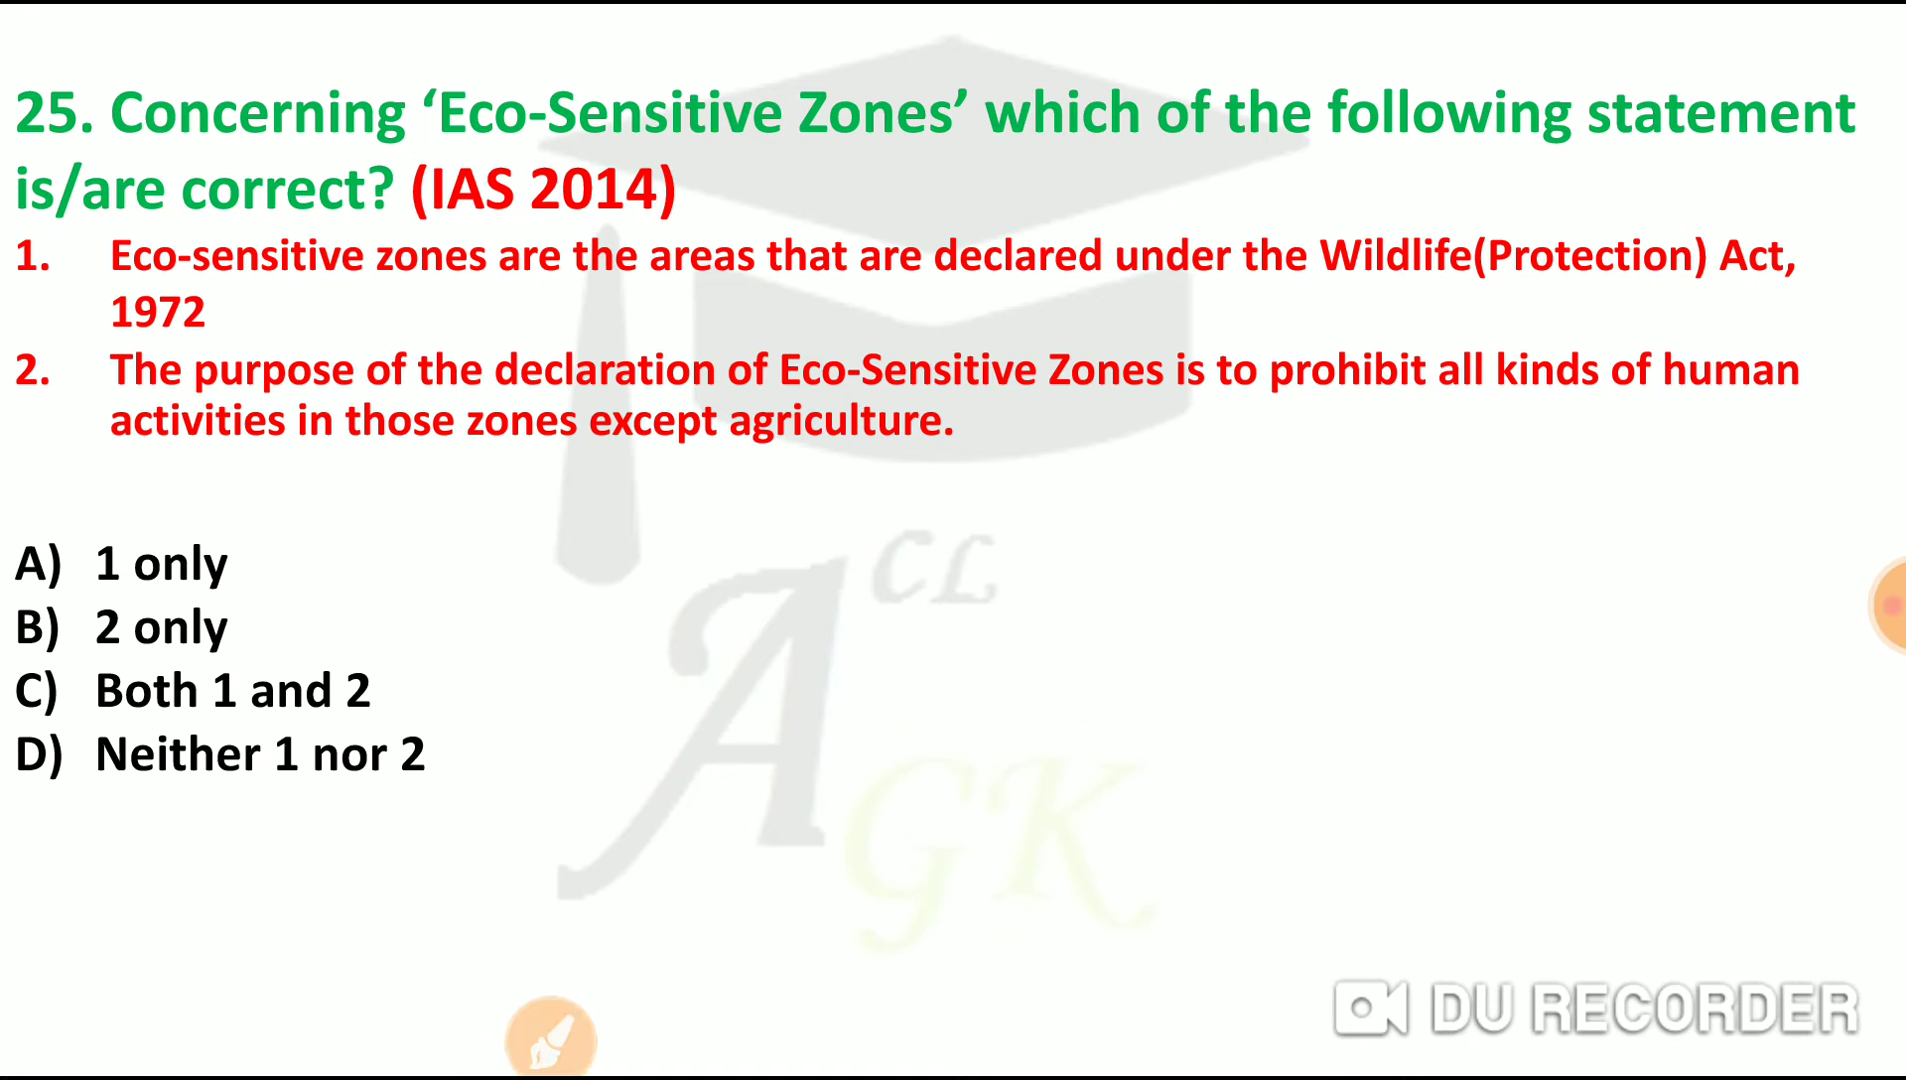 25. Concerning ‘Eco-Sensitive Zones’ which of the following statement
is/are correct? (IAS 2014)
1. Eco-sensitive zones are the areas that are declared under the Wildlife(Protection) Act,
1972
2. The purpose of the declaration of Eco-Sensitive Zones is to prohibit all kinds of human
activities in those zones except agriculture.
A) 1 only
B) 2 only
C) Both 1 and 2
D) Neither 1 nor 2
A CL
GK
DU RECORDER